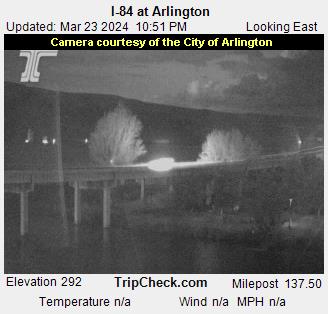 I-84 at Arlington
Updated: Mar 23 2024 10:51 PM Looking East
Camera courtesy of the City of Arlington
Elevation 292 TripCheck.com Milepost 137.50
Temperature n/a Wind n/a MPH n/a